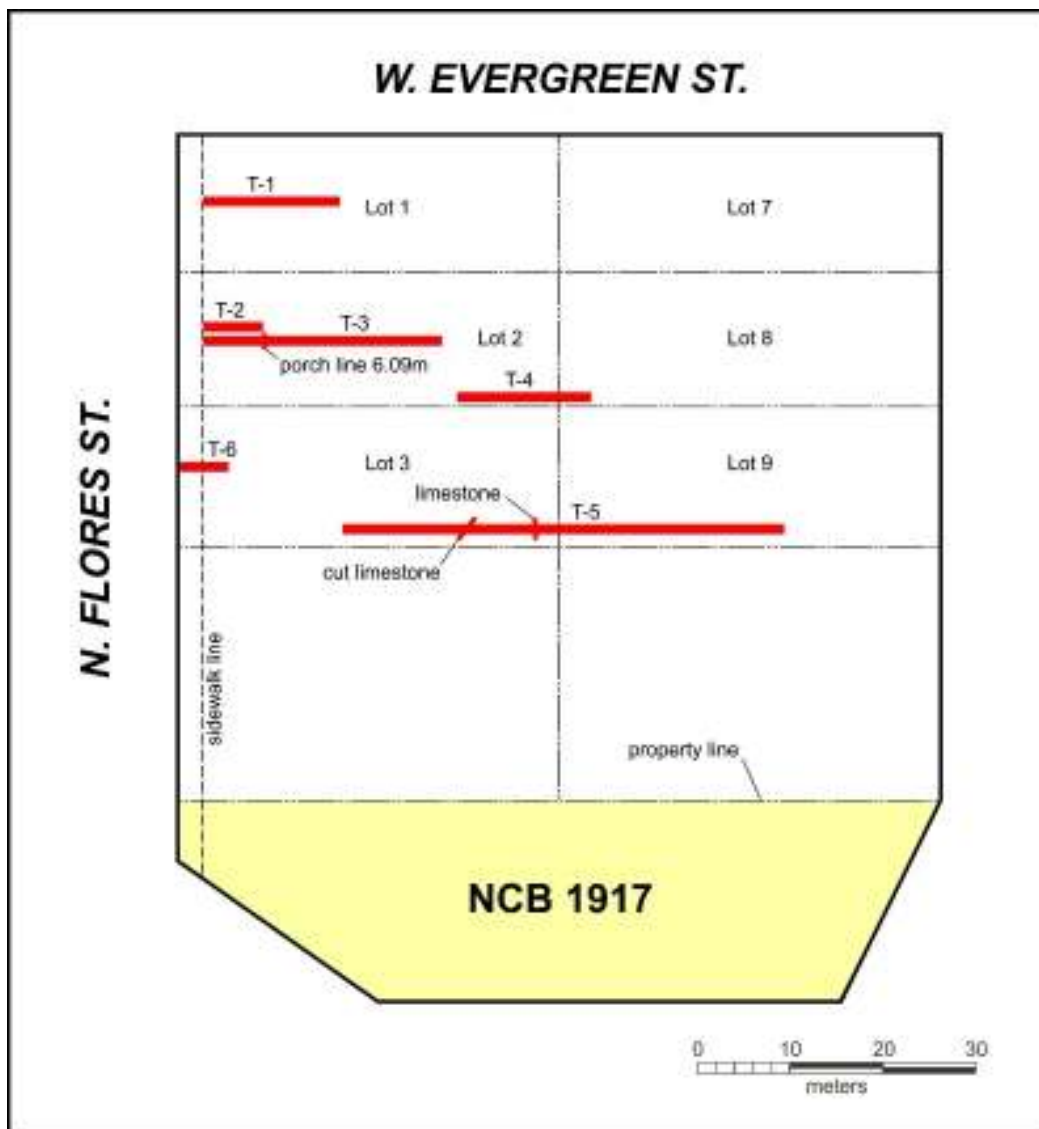 W. EVERGREEN ST.
T-1
Lot 1
Lot 7
T-2
T-3
Lot 2
Lot 8
porch line 6.09m
T-4
N. FLORES ST.
T-6
Lot 3
Lot 9
limestone
T-5
cut limestone
sidewalk line
property line
NCB 1917
0 10 20 30
meters